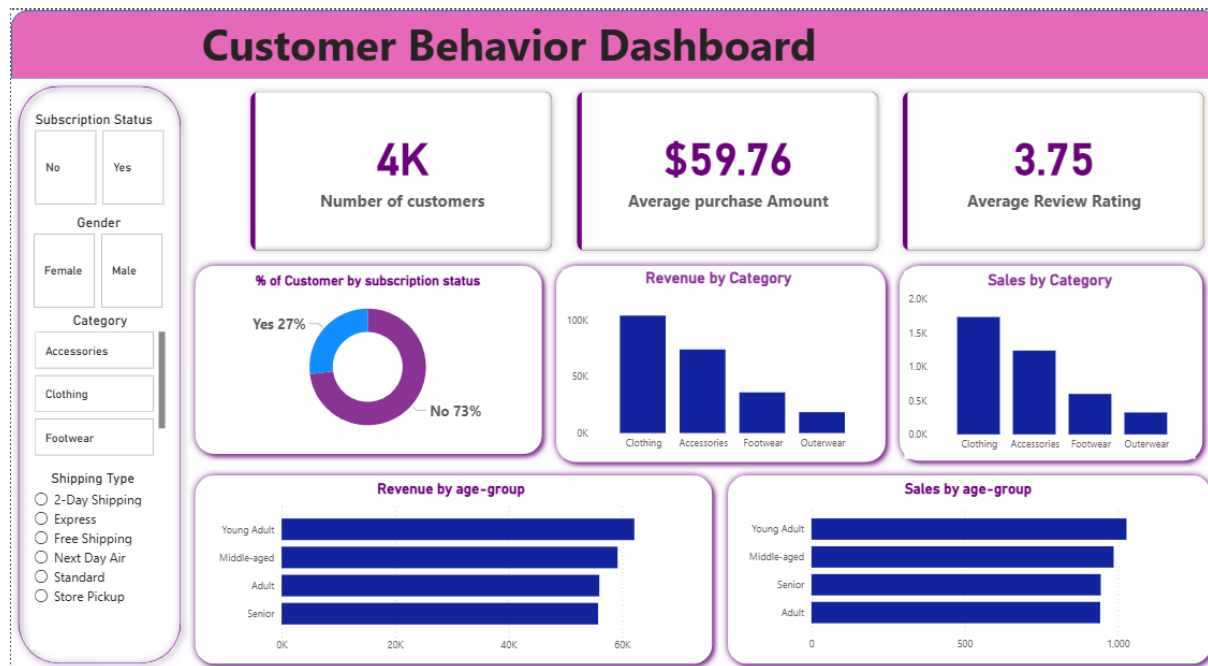 Customer Behavior Dashboard
Subscription Status
No
Yes
Gender
Female
Male
Category
Accessories
Clothing
Footwear
Shipping Type
2-Day Shipping
Express
Free Shipping
Next Day Air
Standard
Store Pickup
4K
Number of customers
$59.76
Average purchase Amount
3.75
Average Review Rating
% of Customer by subscription status
Yes 27%
No 73%
Revenue by Category
100K
50K
0K
Clothing Accessories Footwear Outerwear
Sales by Category
2.0K
1.5K
1.0K
0.5K
0.0K
Clothing Accessories Footwear Outerwear
Revenue by age-group
Young Adult
Middle-aged
Adult
Senior
0K 20K 40K 60K
Sales by age-group
Young Adult
Middle-aged
Senior
Adult
0 500 1,000